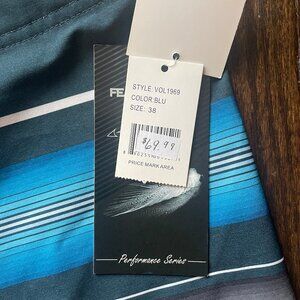 STYLE: VOL1969
COLOR: BLU
SIZE: 38
$69.99
PRICE MARK AREA
Performance Series